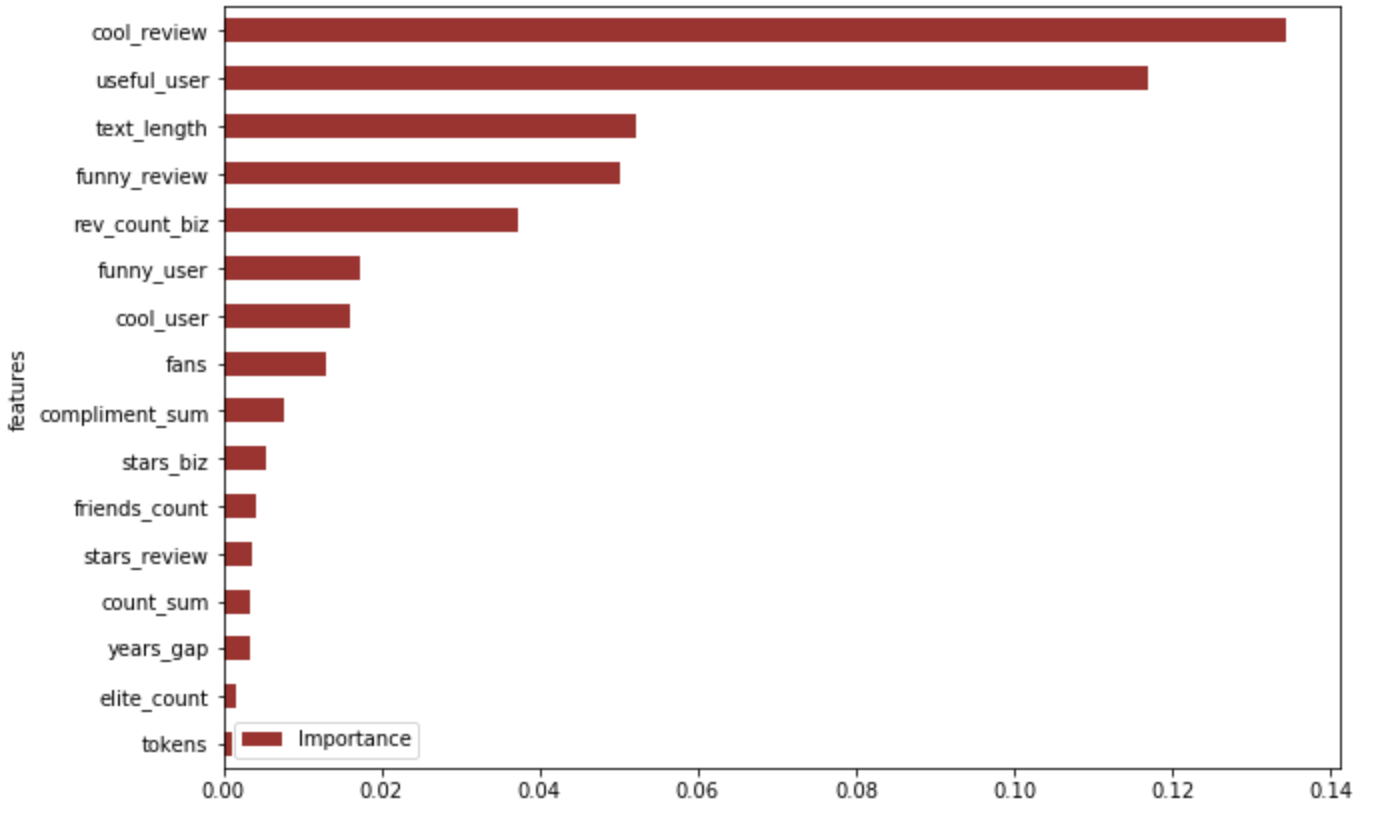 cool_review
useful_user
text_length
funny_review
rev_count_biz
funny_user
cool_user
fans
features
compliment_sum
stars_biz
friends_count
stars_review
count_sum
years_gap
elite_count
tokens
Importance
0.00 0.02 0.04 0.06 0.08 0.10 0.12 0.14